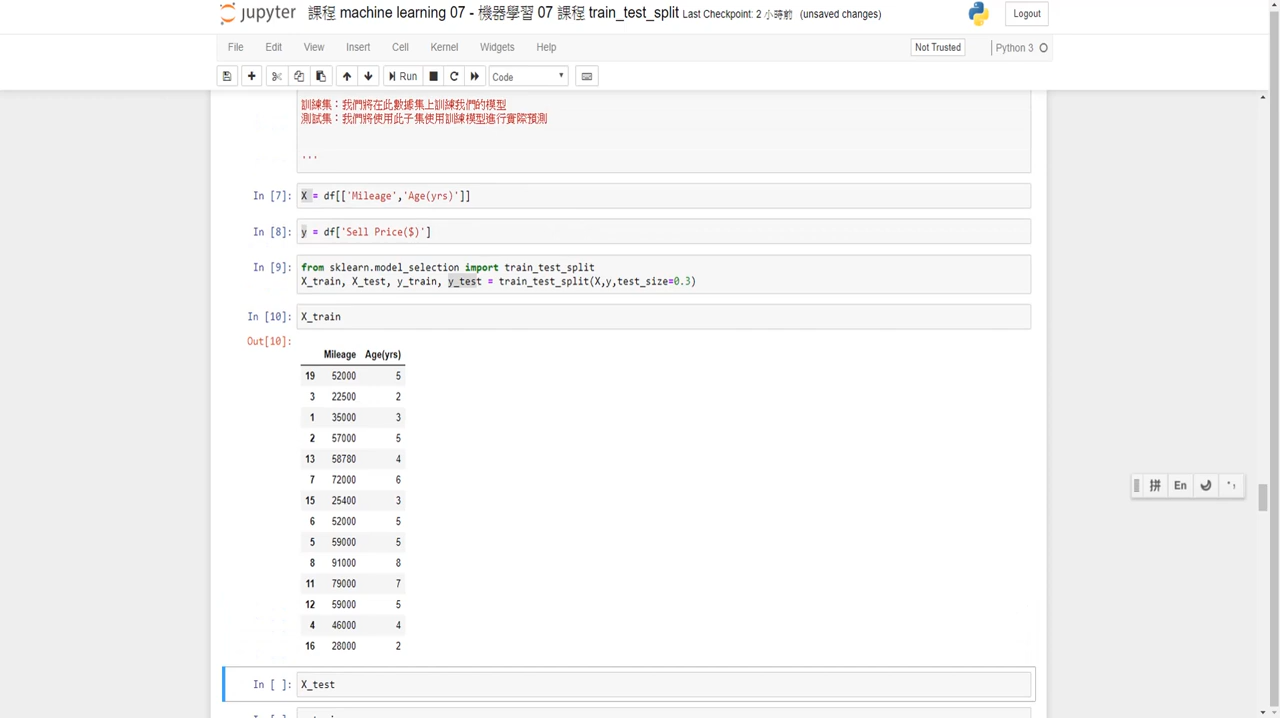 jupyter 課程 machine learning 07 - 機器學習 07 課程 train_test_split Last Checkpoint: 2 小時前 (unsaved changes) Logout
File Edit View Insert Cell Kernel Widgets Help Not Trusted Python 3
Run Code
訓練集：我們將在此數據集上訓練我們的模型
測試集：我們將使用此子集使用訓練模型進行實際預測
'''
In [7]: X = df[['Mileage','Age(yrs)']]
In [8]: y = df['Sell Price($)']
In [9]: from sklearn.model_selection import train_test_split
X_train, X_test, y_train, y_test = train_test_split(X,y,test_size=0.3)
In [10]: X_train
Out[10]:
Mileage Age(yrs)
19 52000 5
3 22500 2
1 35000 3
2 57000 5
13 58780 4
7 72000 6
15 25400 3
6 52000 5
5 59000 5
8 91000 8
11 79000 7
12 59000 5
4 46000 4
16 28000 2
拼 En
In [ ]: X_test